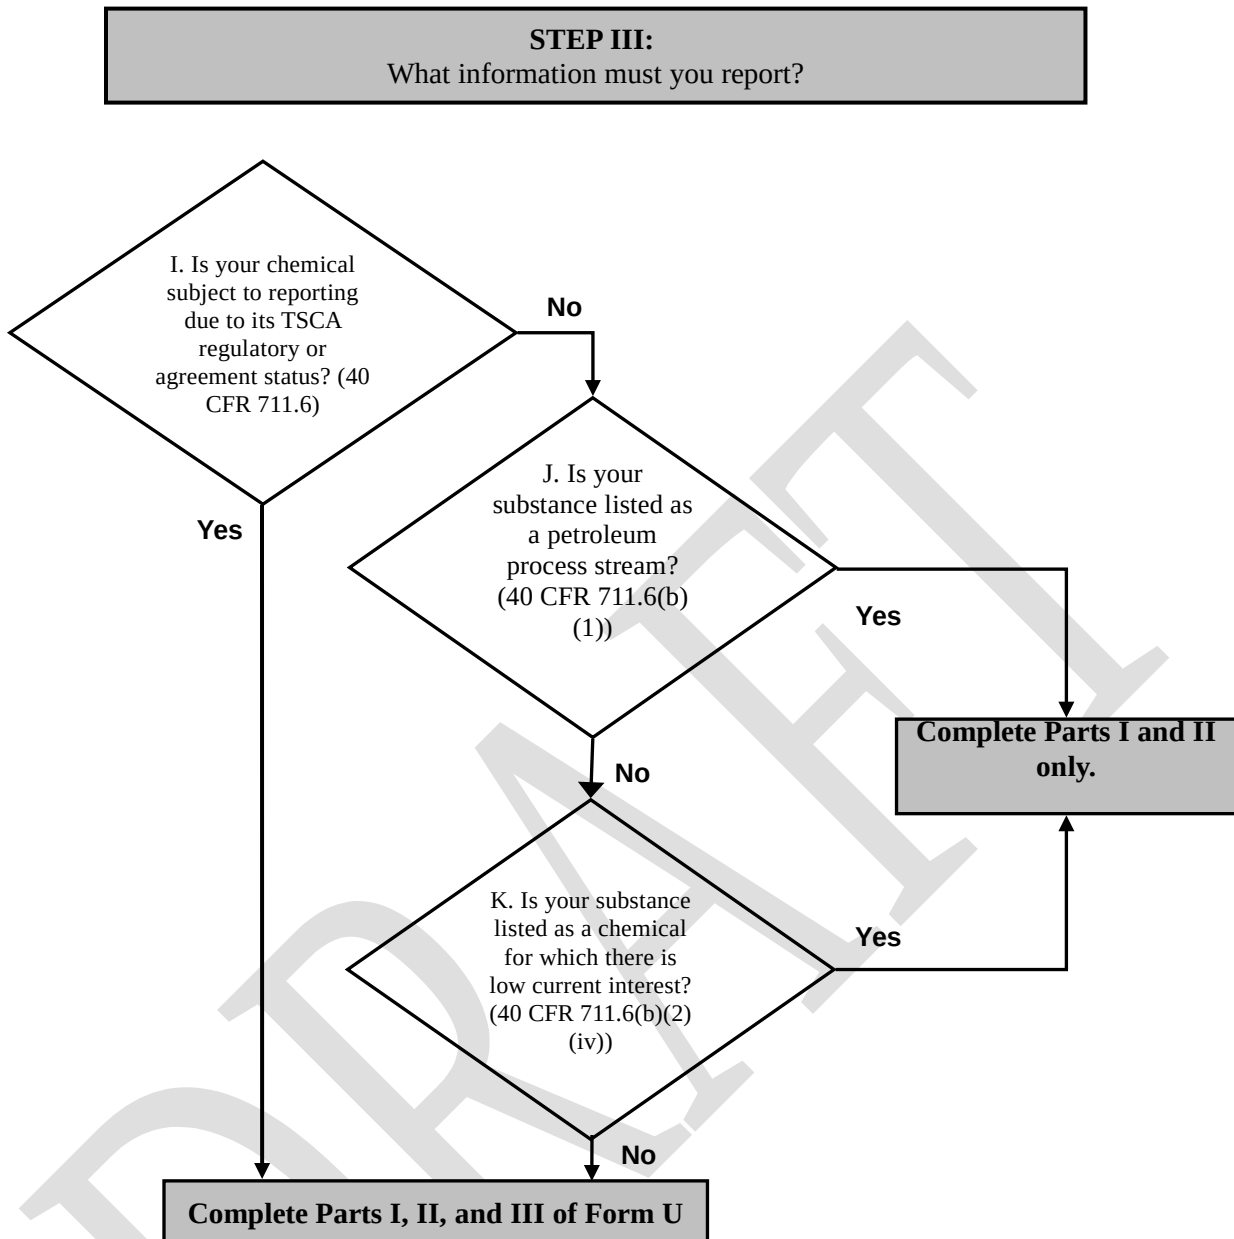 STEP III:
What information must you report?
I. Is your chemical
subject to reporting
due to its TSCA
regulatory or
agreement status? (40
CFR 711.6)
No
Yes
J. Is your
substance listed as
a petroleum
process stream?
(40 CFR 711.6(b)
(1))
Yes
No
Complete Parts I and II
only.
K. Is your substance
listed as a chemical
for which there is
low current interest?
(40 CFR 711.6(b)(2)
(iv))
Yes
No
Complete Parts I, II, and III of Form U
DRAFT